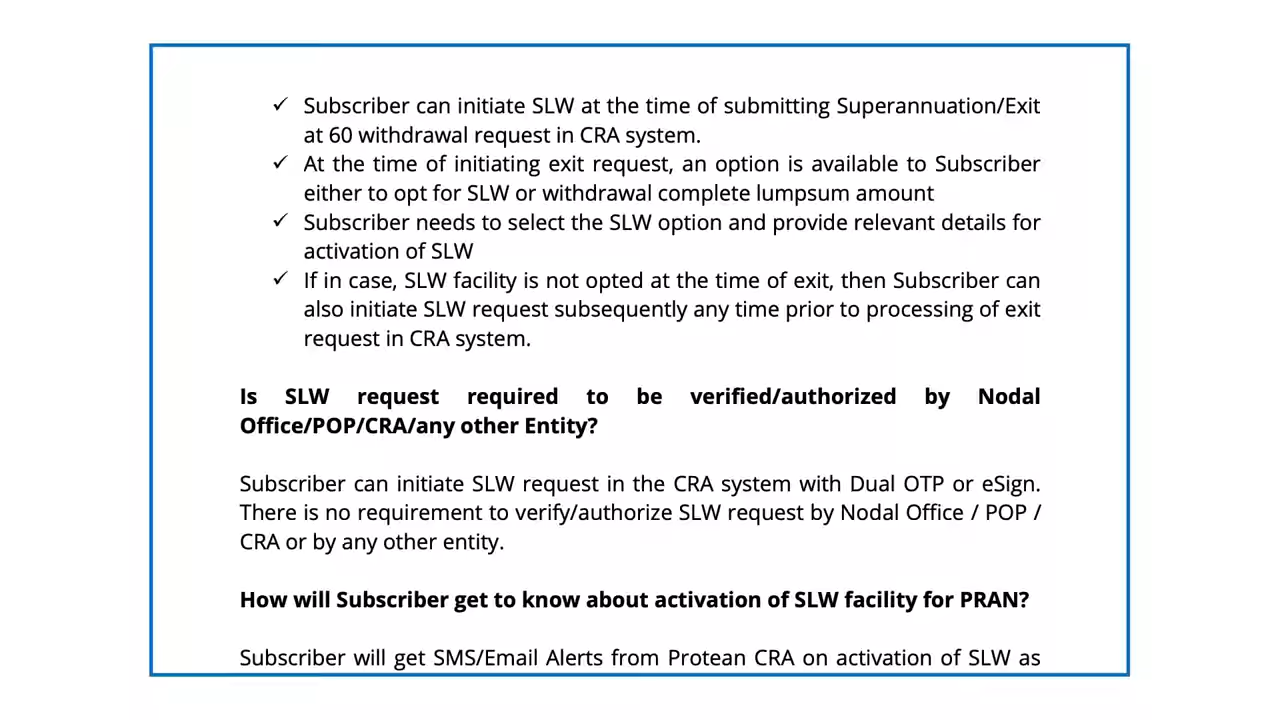 ✓ Subscriber can initiate SLW at the time of submitting Superannuation/Exit
at 60 withdrawal request in CRA system.
✓ At the time of initiating exit request, an option is available to Subscriber
either to opt for SLW or withdrawal complete lumpsum amount
✓ Subscriber needs to select the SLW option and provide relevant details for
activation of SLW
✓ If in case, SLW facility is not opted at the time of exit, then Subscriber can
also initiate SLW request subsequently any time prior to processing of exit
request in CRA system.
Is SLW request required to be verified/authorized by Nodal
Office/POP/CRA/any other Entity?
Subscriber can initiate SLW request in the CRA system with Dual OTP or eSign.
There is no requirement to verify/authorize SLW request by Nodal Office / POP /
CRA or by any other entity.
How will Subscriber get to know about activation of SLW facility for PRAN?
Subscriber will get SMS/Email Alerts from Protean CRA on activation of SLW as